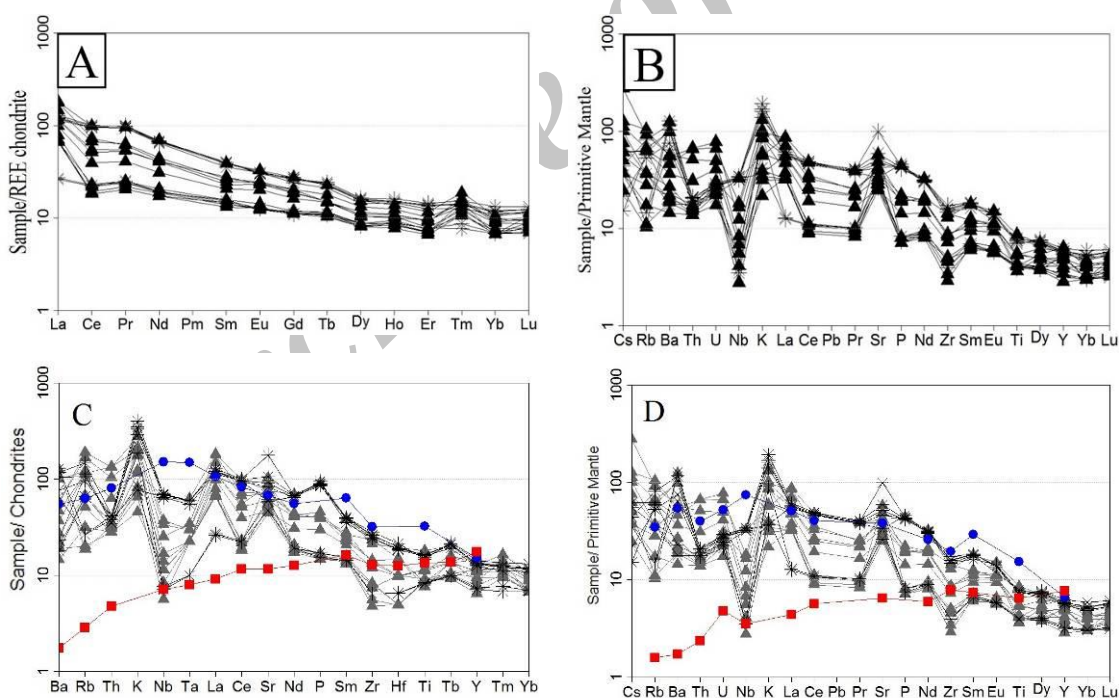 A
Sample/REE chondrite
1000
100
10
1
La Ce Pr Nd Pm Sm Eu Gd Tb Dy Ho Er Tm Yb Lu
B
Sample/Primitive Mantle
1000
100
10
1
Cs Rb Ba Th U Nb K La Ce Pb Pr Sr P Nd Zr Sm Eu Ti Dy Y Yb Lu
C
Sample/ Chondrites
1000
100
10
1
Ba Rb Th K Nb Ta La Ce Sr Nd P Sm Zr Hf Ti Tb Y Tm Yb
D
Sample/ Primitive Mantle
1000
100
10
1
Cs Rb Ba Th U Nb K La Ce Pb Pr Sr P Nd Zr Sm Eu Ti Dy Y Yb Lu